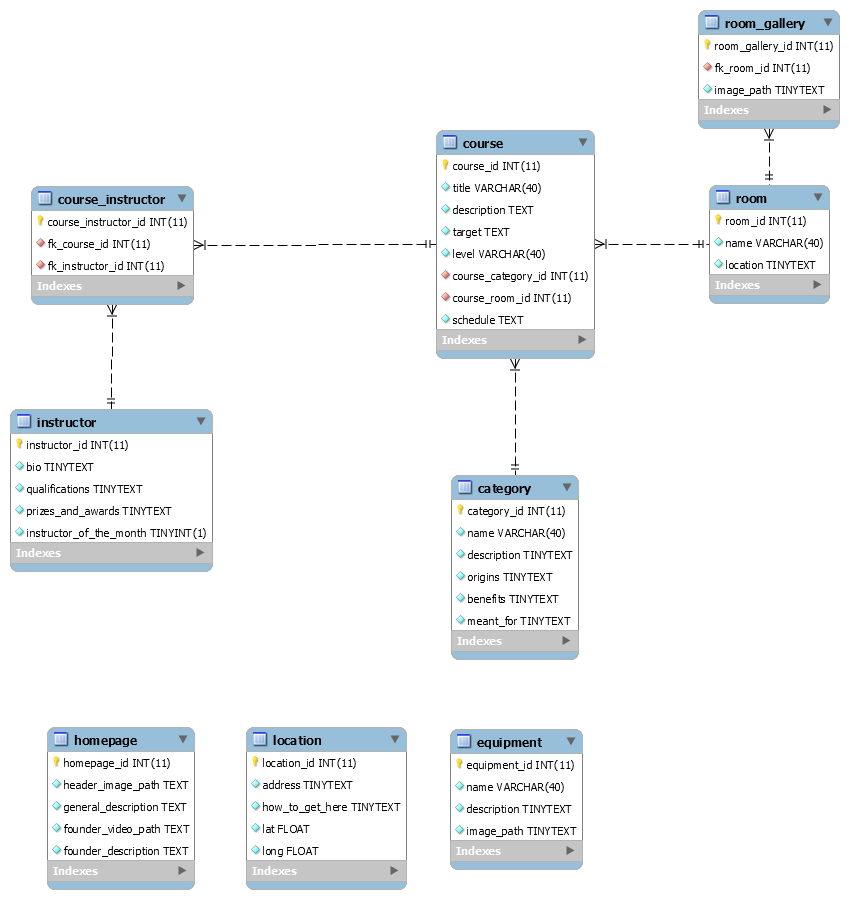 room_gallery
room_gallery_id INT(11)
fk_room_id INT(11)
image_path TINYTEXT
Indexes
course
course_id INT(11)
title VARCHAR(40)
description TEXT
target TEXT
level VARCHAR(40)
course_category_id INT(11)
course_room_id INT(11)
schedule TEXT
Indexes
room
room_id INT(11)
name VARCHAR(40)
location TINYTEXT
Indexes
course_instructor
course_instructor_id INT(11)
fk_course_id INT(11)
fk_instructor_id INT(11)
Indexes
instructor
instructor_id INT(11)
bio TINYTEXT
qualifications TINYTEXT
prizes_and_awards TINYTEXT
instructor_of_the_month TINYINT(1)
Indexes
category
category_id INT(11)
name VARCHAR(40)
description TINYTEXT
origins TINYTEXT
benefits TINYTEXT
meant_for TINYTEXT
Indexes
homepage
homepage_id INT(11)
header_image_path TEXT
general_description TEXT
founder_video_path TEXT
founder_description TEXT
Indexes
location
location_id INT(11)
address TINYTEXT
how_to_get_here TINYTEXT
lat FLOAT
long FLOAT
Indexes
equipment
equipment_id INT(11)
name VARCHAR(40)
description TINYTEXT
image_path TINYTEXT
Indexes